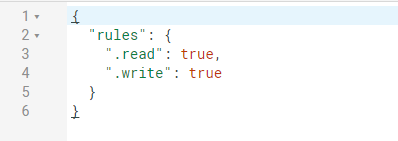 1 {
2 "rules": {
3 ".read": true,
4 ".write": true
5 }
6 }